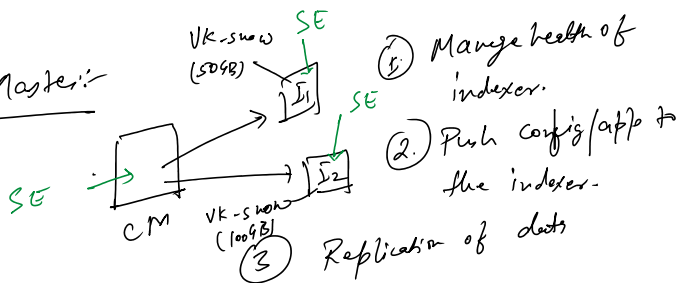 Master:-
SE
CM
VK-snow
(50GB)
SE
I1
SE
I2
VK-snow
(100GB)
① Manage health of
indexer.
② Push config/apps to
the indexer.
③ Replication of data